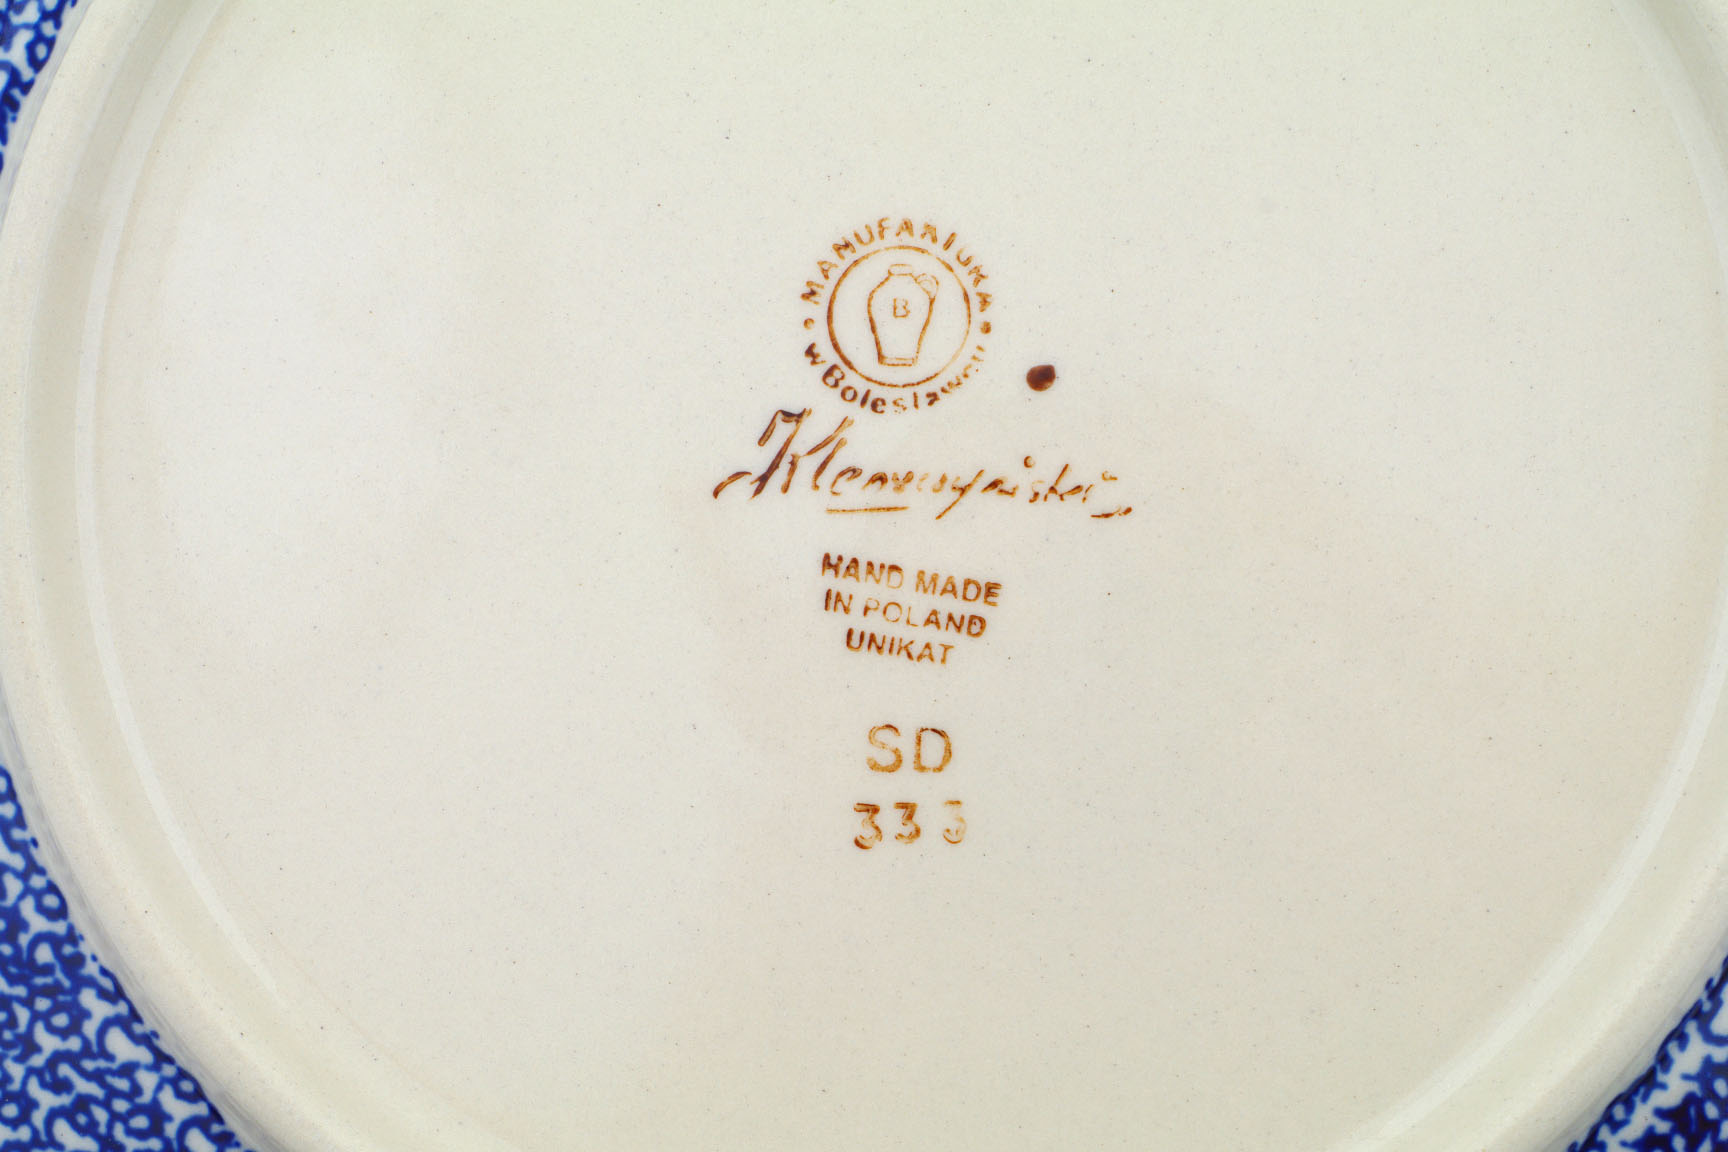 MANUFAKTURA
w Bolesławcu
B
HAND MADE
IN POLAND
UNIKAT
SD
333